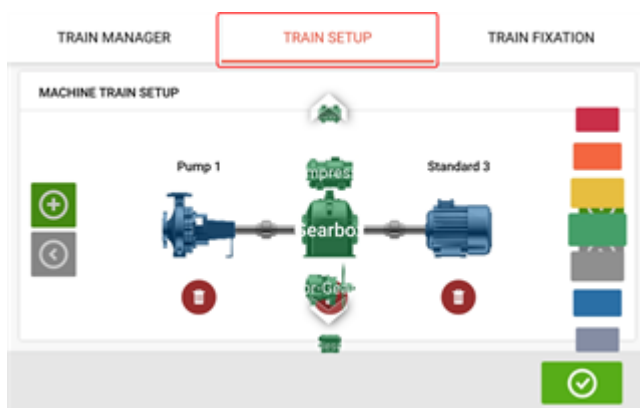 TRAIN MANAGER
TRAIN SETUP
TRAIN FIXATION
MACHINE TRAIN SETUP
Pump 1
Standard 3
Gearbox